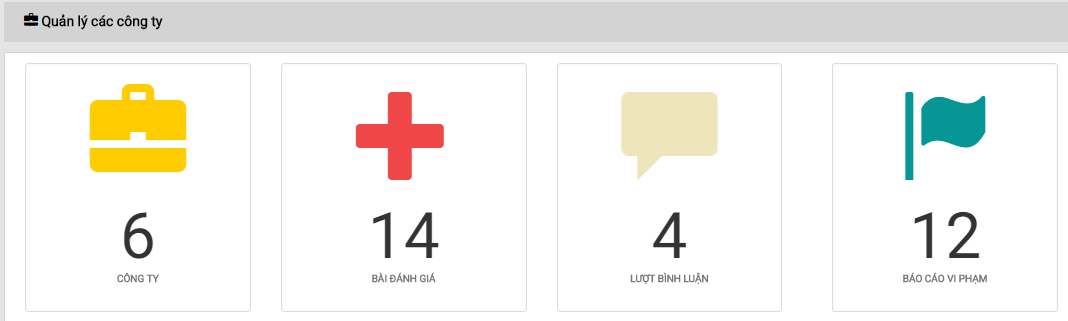 Quản lý các công ty
6
CÔNG TY
14
BÀI ĐÁNH GIÁ
4
LƯỢT BÌNH LUẬN
12
BÁO CÁO VI PHẠM